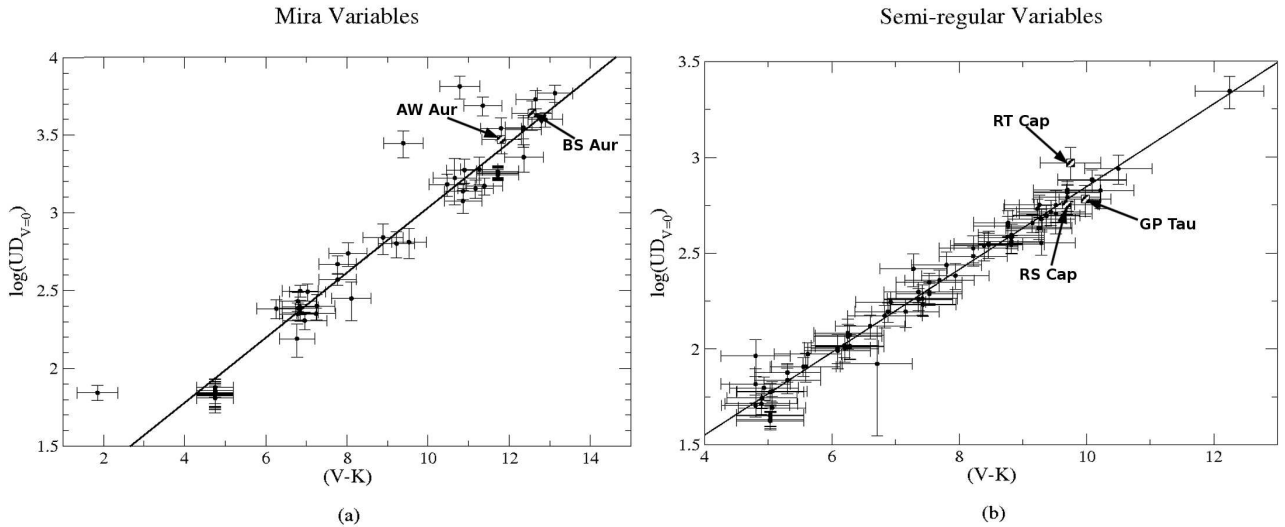 Mira Variables
Semi-regular Variables
4
3.5
3
2.5
2
1.5
log(UD_{V=0})
AW Aur
BS Aur
2
4
6
8
10
12
14
(V-K)
(a)
3.5
3
2.5
2
1.5
log(UD_{V=0})
RT Cap
GP Tau
RS Cap
4
6
8
10
12
(V-K)
(b)